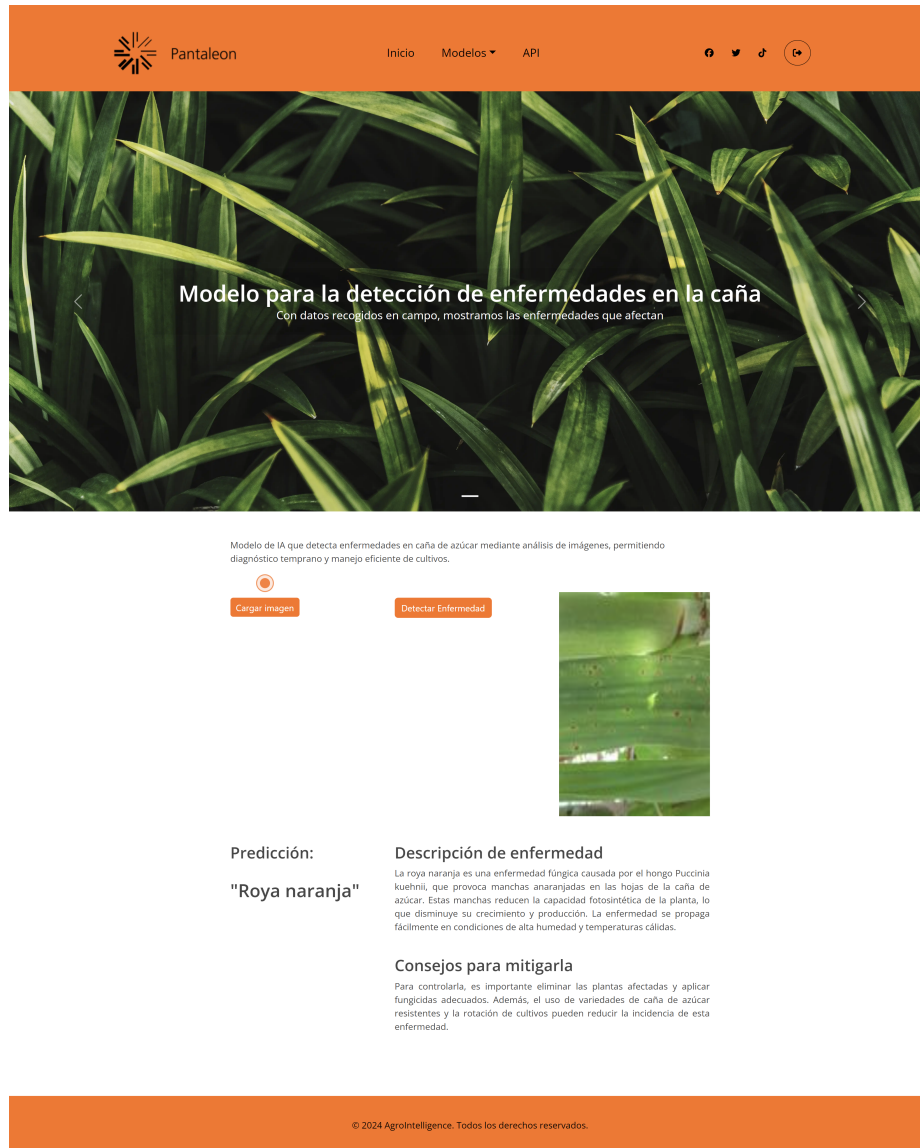 Pantaleon
Inicio
Modelos
API
Modelo para la detección de enfermedades en la caña
Con datos recogidos en campo, mostramos las enfermedades que afectan
Modelo de IA que detecta enfermedades en caña de azúcar mediante análisis de imágenes, permitiendo
diagnóstico temprano y manejo eficiente de cultivos.
Cargar imagen
Detectar Enfermedad
Predicción:
"Roya naranja"
Descripción de enfermedad
La roya naranja es una enfermedad fúngica causada por el hongo Puccinia
kuehnii, que provoca manchas anaranjadas en las hojas de la caña de
azúcar. Estas manchas reducen la capacidad fotosintética de la planta, lo
que disminuye su crecimiento y producción. La enfermedad se propaga
fácilmente en condiciones de alta humedad y temperaturas cálidas.
Consejos para mitigarla
Para controlarla, es importante eliminar las plantas afectadas y aplicar
fungicidas adecuados. Además, el uso de variedades de caña de azúcar
resistentes y la rotación de cultivos pueden reducir la incidencia de esta
enfermedad.
© 2024 AgroIntelligence. Todos los derechos reservados.